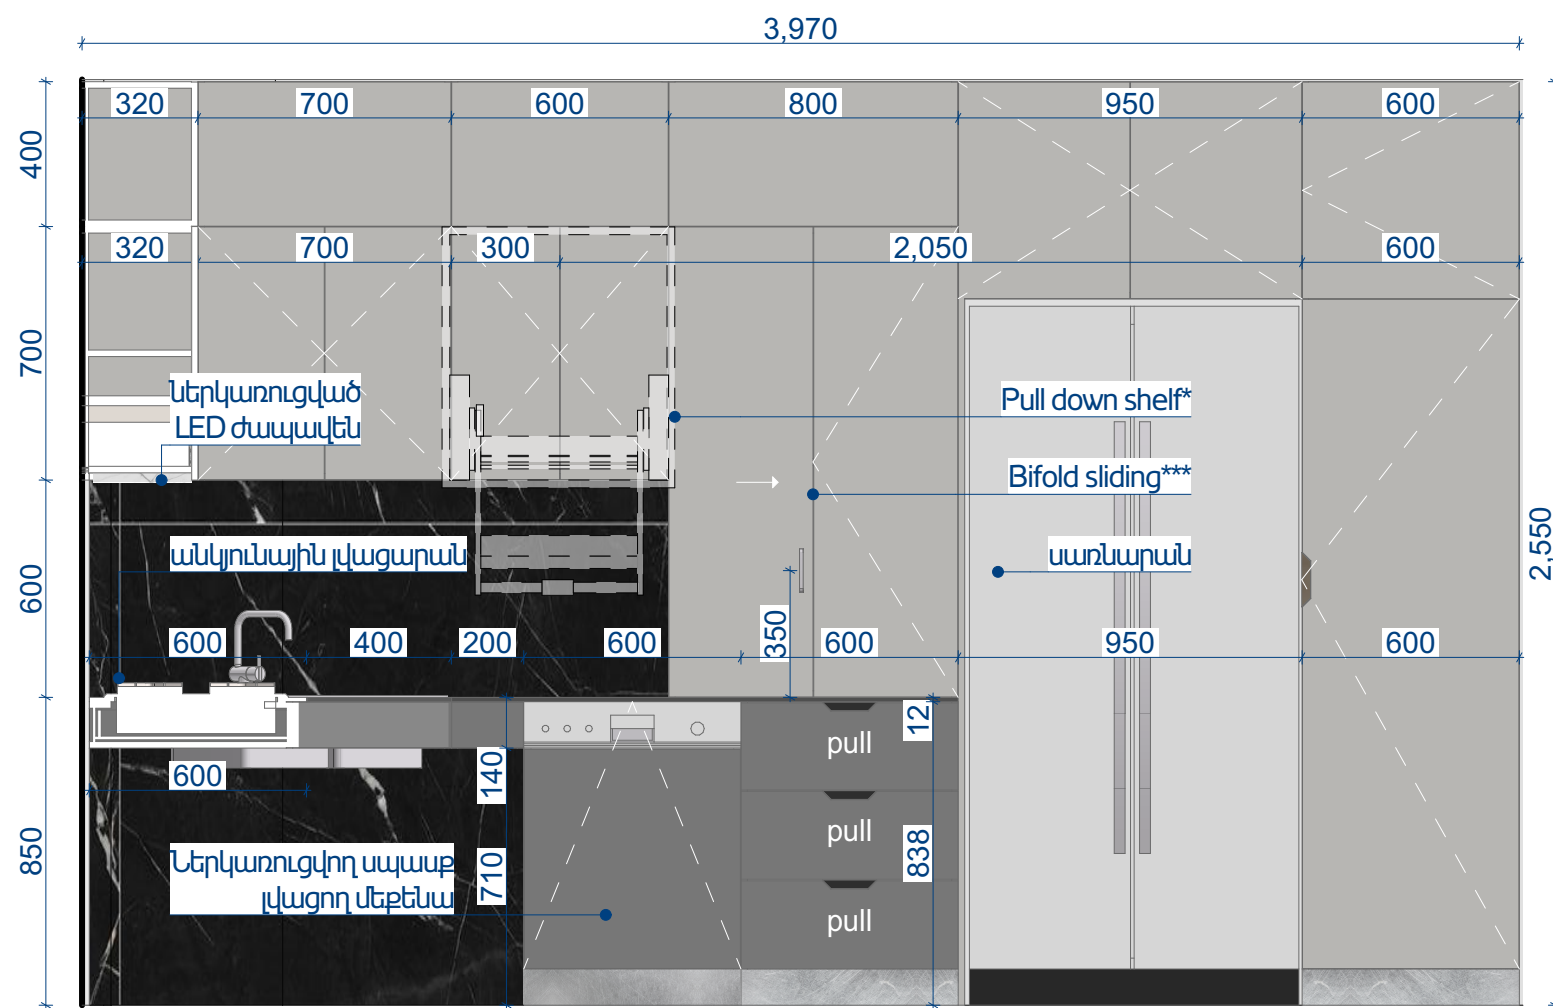 3,970
320
700
600
800
950
600
400
320
700
300
2,050
600
700
ներկառուցված
LED ժապավեն
Pull down shelf*
Bifold sliding***
անկյունային լվացարան
սառնարան
2,550
600
600
400
200
600
350
600
950
600
12
pull
600
140
pull
850
Ներկառուցվող սպասք
լվացող մեքենա
710
838
pull